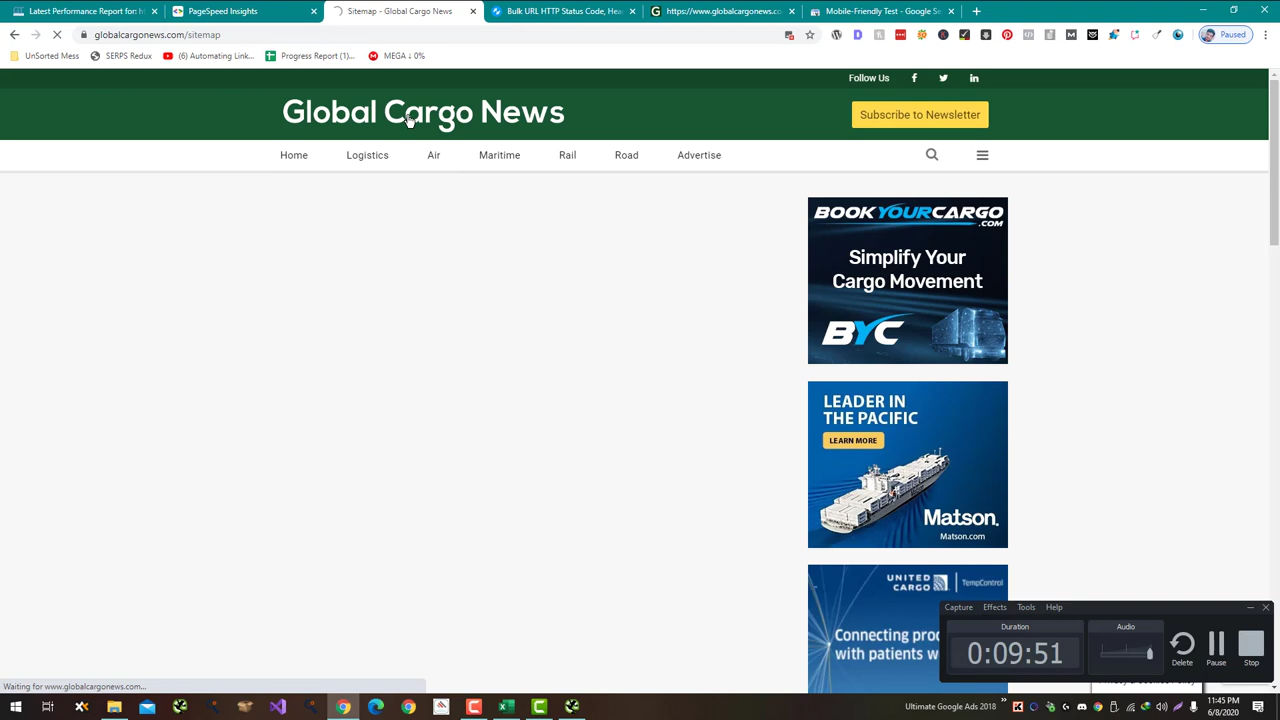 Latest Performance Report for: ht
PageSpeed Insights
Sitemap - Global Cargo News
Bulk URL HTTP Status Code, Hea
https://www.globalcargonews.co
Mobile-Friendly Test - Google Se
globalcargonews.com/sitemap
Paused
UnSorted Mess
SERPS Redux
(6) Automating Link...
Progress Report (1)...
MEGA ↓ 0%
Follow Us
Global Cargo News
Subscribe to Newsletter
Home
Logistics
Air
Maritime
Rail
Road
Advertise
BOOKYOURCARGO
.COM
Simplify Your
Cargo Movement
BYC
LEADER IN
THE PACIFIC
LEARN MORE
Matson.
Matson.com
UNITED
CARGO
TempControl
Connecting pro
with patients w
Capture
Effects
Tools
Help
Duration
0:09:51
Audio
Delete
Pause
Stop
Waiting for www.globalcargonews.com...
Ultimate Google Ads 2018
11:45 PM
6/8/2020